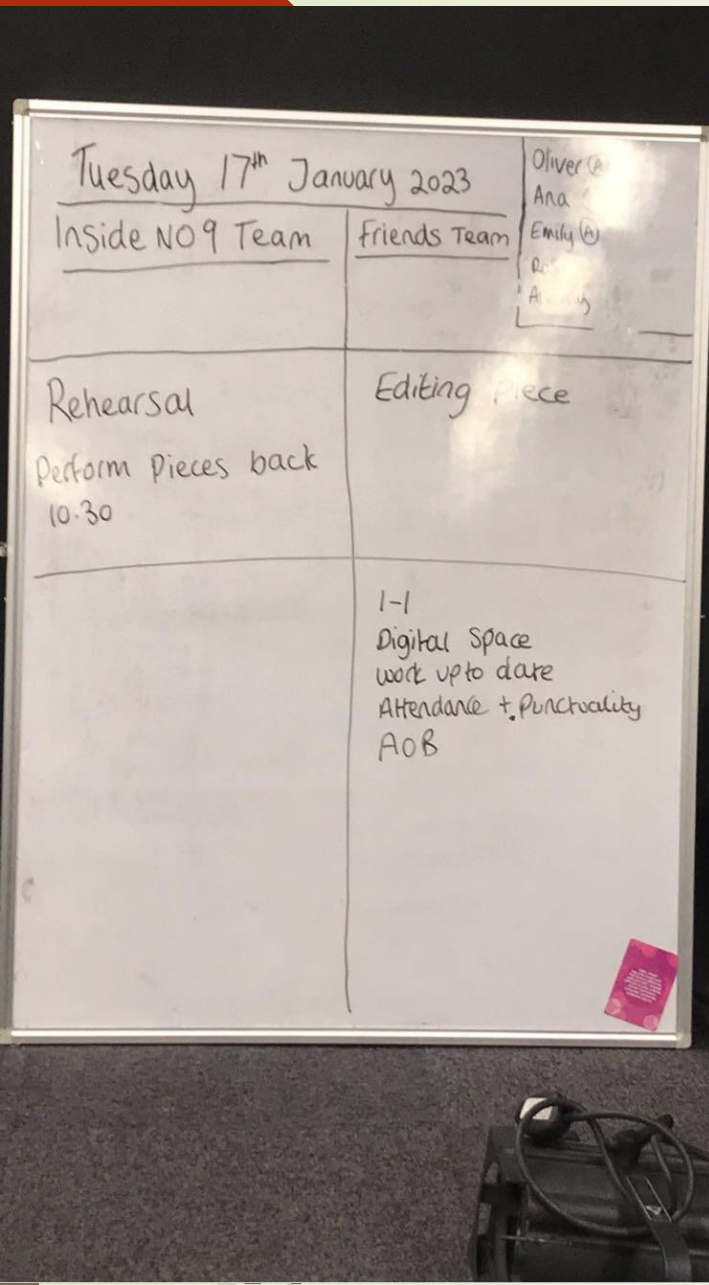 Tuesday 17th January 2023
Oliver (A)
Ana
Emily (A)
Inside NO9 Team
Friends Team
Rehearsal
Perform Pieces back
10.30
Editing
1-1
Digital Space
work up to date
Attendance + Punctuality
AOB